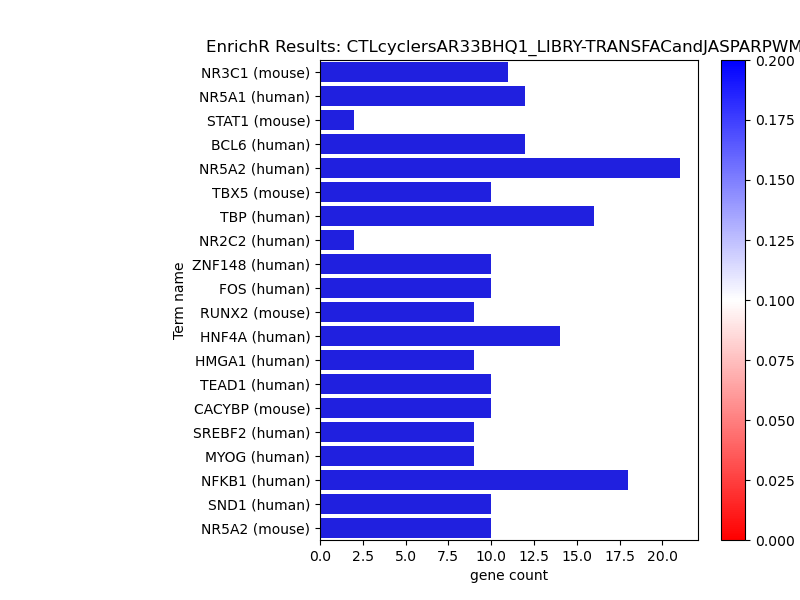 EnrichR Results: CTLcyclersAR33BHQ1_LIBRY-TRANSFACandJASPARPWM
Term name
NR3C1 (mouse)
NR5A1 (human)
STAT1 (mouse)
BCL6 (human)
NR5A2 (human)
TBX5 (mouse)
TBP (human)
NR2C2 (human)
ZNF148 (human)
FOS (human)
RUNX2 (mouse)
HNF4A (human)
HMGA1 (human)
TEAD1 (human)
CACYBP (mouse)
SREBF2 (human)
MYOG (human)
NFKB1 (human)
SND1 (human)
NR5A2 (mouse)
0.0 2.5 5.0 7.5 10.0 12.5 15.0 17.5 20.0
gene count
0.200
0.175
0.150
0.125
0.100
0.075
0.050
0.025
0.000